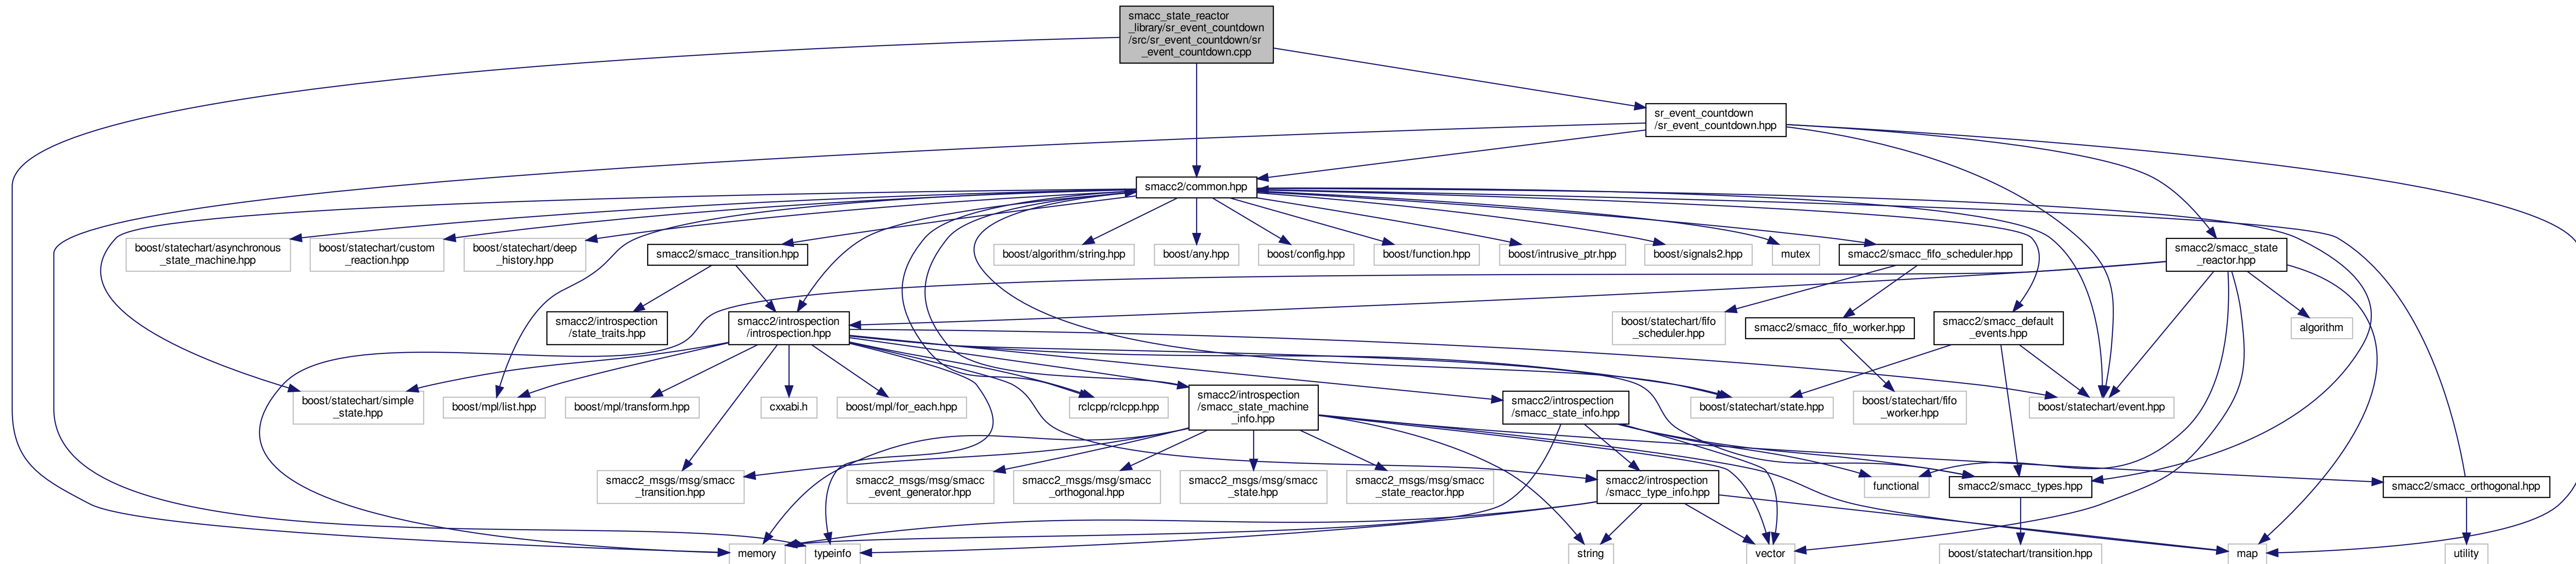 smacc_state_reactor
_library/sr_event_countdown
/src/sr_event_countdown/sr
_event_countdown.cpp
sr_event_countdown
/sr_event_countdown.hpp
smacc2/common.hpp
boost/statechart/asynchronous
_state_machine.hpp
boost/statechart/custom
_reaction.hpp
boost/statechart/deep
_history.hpp
smacc2/smacc_transition.hpp
boost/algorithm/string.hpp
boost/any.hpp
boost/config.hpp
boost/function.hpp
boost/intrusive_ptr.hpp
boost/signals2.hpp
mutex
smacc2/smacc_fifo_scheduler.hpp
smacc2/smacc_state
_reactor.hpp
smacc2/introspection
/state_traits.hpp
smacc2/introspection
/introspection.hpp
boost/statechart/fifo
_scheduler.hpp
smacc2/smacc_fifo_worker.hpp
smacc2/smacc_default
_events.hpp
algorithm
boost/statechart/simple
_state.hpp
boost/mpl/list.hpp
boost/mpl/transform.hpp
cxxabi.h
boost/mpl/for_each.hpp
rclcpp/rclcpp.hpp
smacc2/introspection
/smacc_state_machine
_info.hpp
smacc2/introspection
/smacc_state_info.hpp
boost/statechart/state.hpp
boost/statechart/fifo
_worker.hpp
boost/statechart/event.hpp
smacc2_msgs/msg/smacc
_transition.hpp
smacc2_msgs/msg/smacc
_event_generator.hpp
smacc2_msgs/msg/smacc
_orthogonal.hpp
smacc2_msgs/msg/smacc
_state.hpp
smacc2_msgs/msg/smacc
_state_reactor.hpp
smacc2/introspection
/smacc_type_info.hpp
functional
smacc2/smacc_types.hpp
smacc2/smacc_orthogonal.hpp
memory
typeinfo
string
vector
boost/statechart/transition.hpp
map
utility